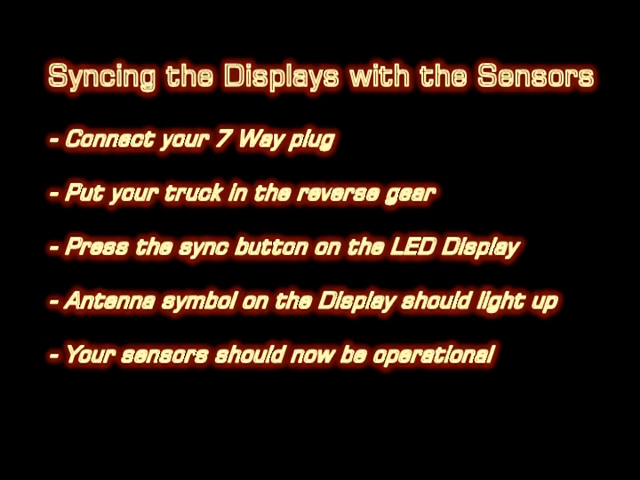 Syncing the Displays with the Sensors
- Connect your 7 Way plug
- Put your truck in the reverse gear
- Press the sync button on the LED Display
- Antenna symbol on the Display should light up
- Your sensors should now be operational